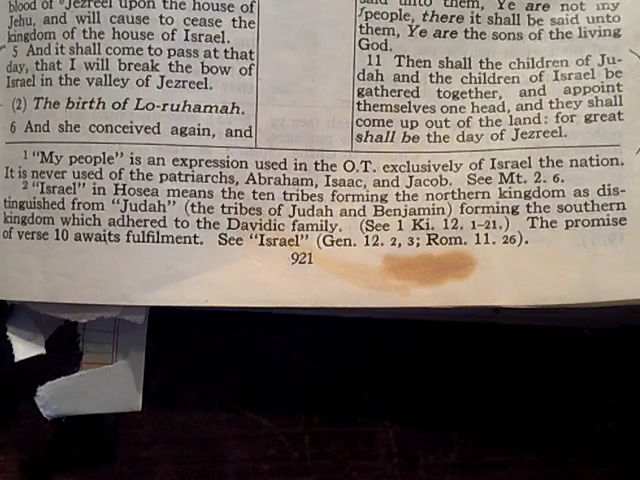 blood of Jezreel upon the house of
Jehu, and will cause to cease the
kingdom of the house of Israel.
5 And it shall come to pass at that
day, that I will break the bow of
Israel in the valley of Jezreel.
(2) The birth of Lo-ruhamah.
6 And she conceived again, and
said unto them, Ye are not my
people, there it shall be said unto
them, Ye are the sons of the living
God.
11 Then shall the children of Ju-
dah and the children of Israel be
gathered together, and appoint
themselves one head, and they shall
come up out of the land: for great
shall be the day of Jezreel.
1 "My people" is an expression used in the O.T. exclusively of Israel the nation.
It is never used of the patriarchs, Abraham, Isaac, and Jacob. See Mt. 2. 6.
2 "Israel" in Hosea means the ten tribes forming the northern kingdom as dis-
tinguished from "Judah" (the tribes of Judah and Benjamin) forming the southern
kingdom which adhered to the Davidic family. (See 1 Ki. 12. 1-21.) The promise
of verse 10 awaits fulfilment. See "Israel" (Gen. 12. 2, 3; Rom. 11. 26).
921